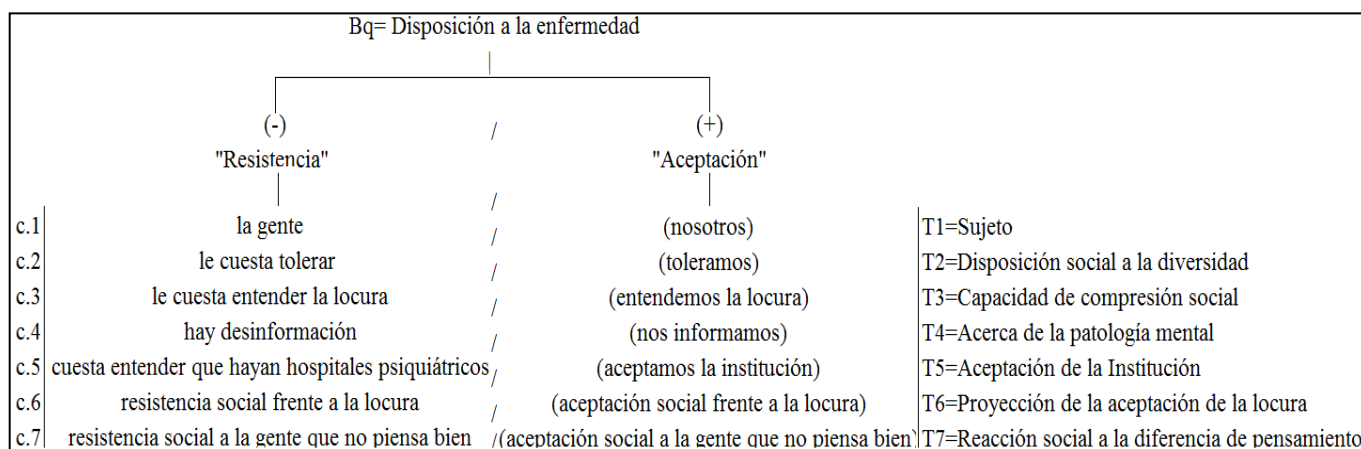 Bq= Disposición a la enfermedad
(-) / (+)
"Resistencia" "Aceptación"
/
c.1 la gente / (nosotros) T1=Sujeto
c.2 le cuesta tolerar / (toleramos) T2=Disposición social a la diversidad
c.3 le cuesta entender la locura / (entendemos la locura) T3=Capacidad de compresión social
c.4 hay desinformación / (nos informamos) T4=Acerca de la patología mental
c.5 cuesta entender que hayan hospitales psiquiátricos / (aceptamos la institución) T5=Aceptación de la Institución
c.6 resistencia social frente a la locura / (aceptación social frente a la locura) T6=Proyección de la aceptación de la locura
c.7 resistencia social a la gente que no piensa bien /(aceptación social a la gente que no piensa bien) T7=Reacción social a la diferencia de pensamiento